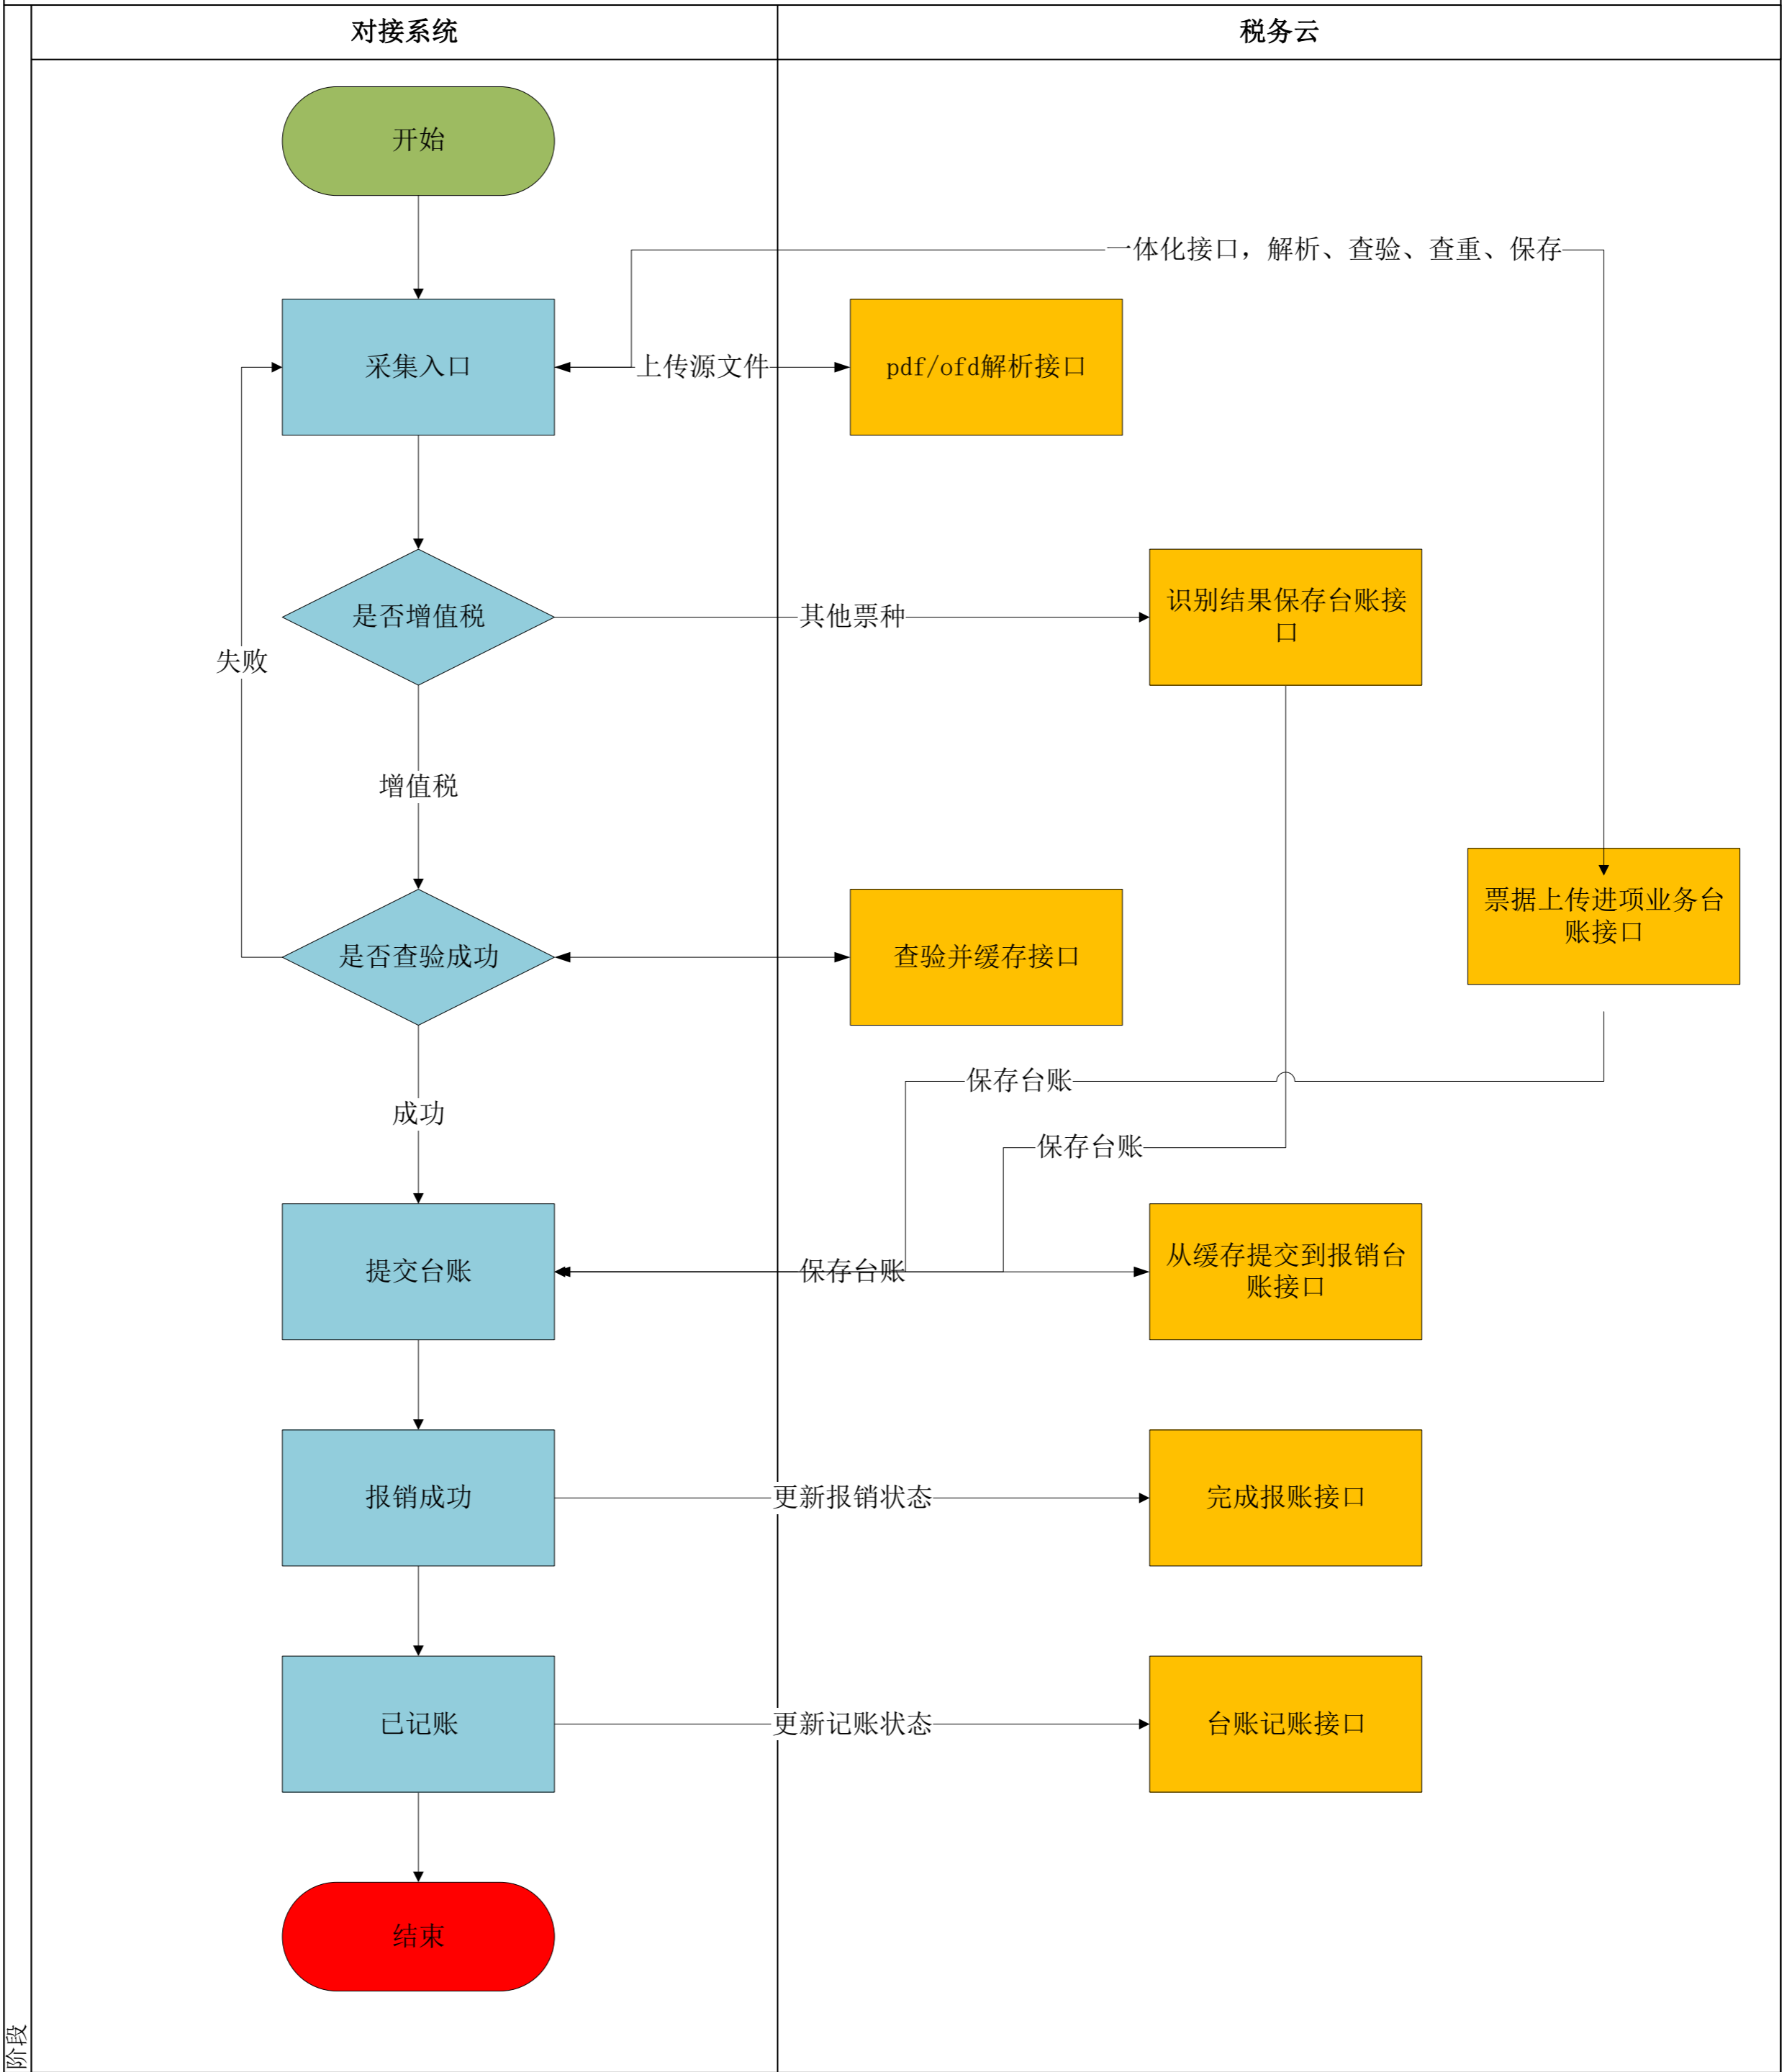 对接系统
税务云
开始
一体化接口，解析、查验、查重、保存
采集入口
上传源文件
pdf/ofd解析接口
是否增值税
其他票种
识别结果保存台账接
口
失败
增值税
票据上传进项业务台
账接口
是否查验成功
查验并缓存接口
保存台账
成功
保存台账
提交台账
保存台账
从缓存提交到报销台
账接口
报销成功
更新报销状态
完成报账接口
已记账
更新记账状态
台账记账接口
结束
阶段